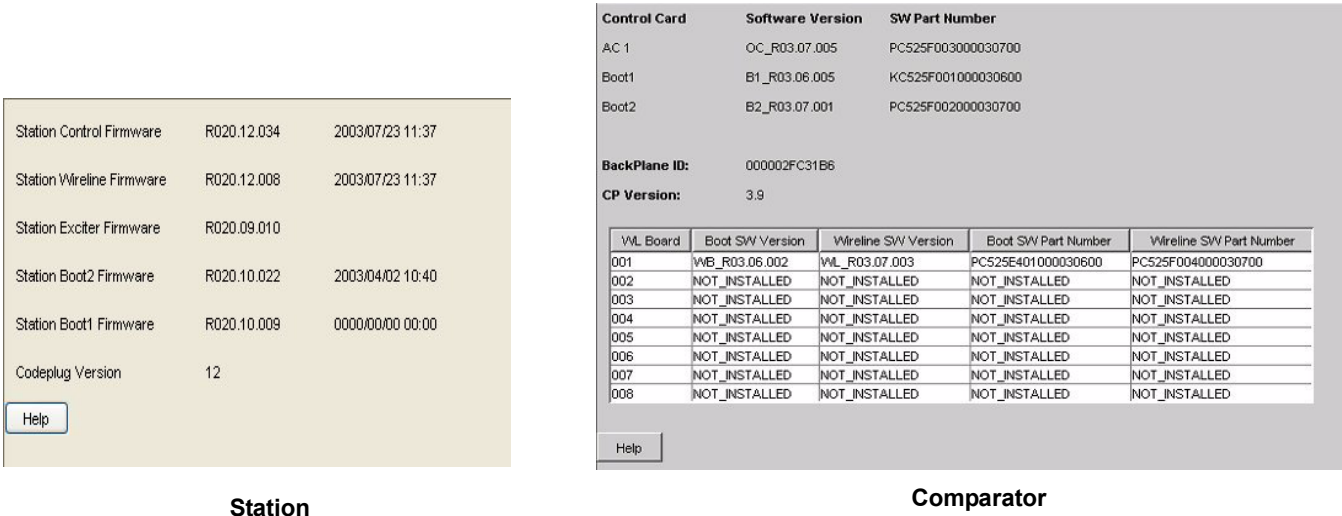 Station Control Firmware R020.12.034 2003/07/23 11:37
Station Wireline Firmware R020.12.008 2003/07/23 11:37
Station Exciter Firmware R020.09.010
Station Boot2 Firmware R020.10.022 2003/04/02 10:40
Station Boot1 Firmware R020.10.009 0000/00/00 00:00
Codeplug Version 12
Help
Station
Control Card Software Version SW Part Number
AC 1 OC_R03.07.005 PC525F003000030700
Boot1 B1_R03.06.005 KC525F001000030600
Boot2 B2_R03.07.001 PC525F002000030700
BackPlane ID: 000002FC31B6
CP Version: 3.9
WL Board Boot SW Version Wireline SW Version Boot SW Part Number Wireline SW Part Number
001 WB_R03.06.002 WL_R03.07.003 PC525E401000030600 PC525F004000030700
002 NOT_INSTALLED NOT_INSTALLED NOT_INSTALLED NOT_INSTALLED
003 NOT_INSTALLED NOT_INSTALLED NOT_INSTALLED NOT_INSTALLED
004 NOT_INSTALLED NOT_INSTALLED NOT_INSTALLED NOT_INSTALLED
005 NOT_INSTALLED NOT_INSTALLED NOT_INSTALLED NOT_INSTALLED
006 NOT_INSTALLED NOT_INSTALLED NOT_INSTALLED NOT_INSTALLED
007 NOT_INSTALLED NOT_INSTALLED NOT_INSTALLED NOT_INSTALLED
008 NOT_INSTALLED NOT_INSTALLED NOT_INSTALLED NOT_INSTALLED
Help
Comparator